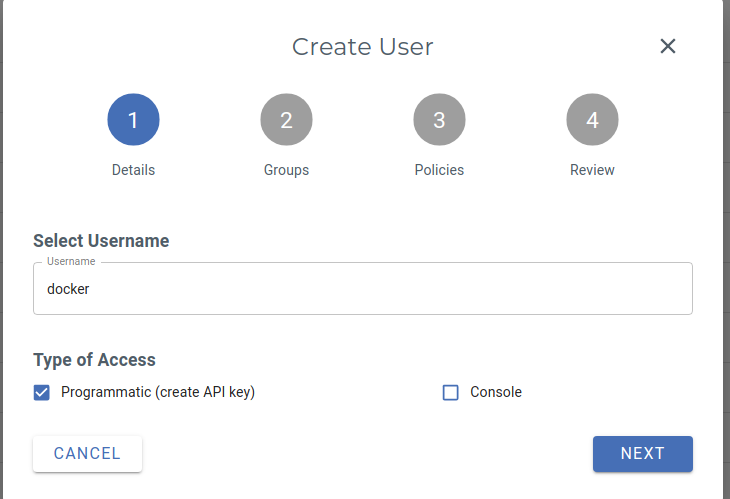 Create User
1 2 3 4
Details Groups Policies Review
Select Username
Username
docker
Type of Access
Programmatic (create API key) Console
CANCEL NEXT